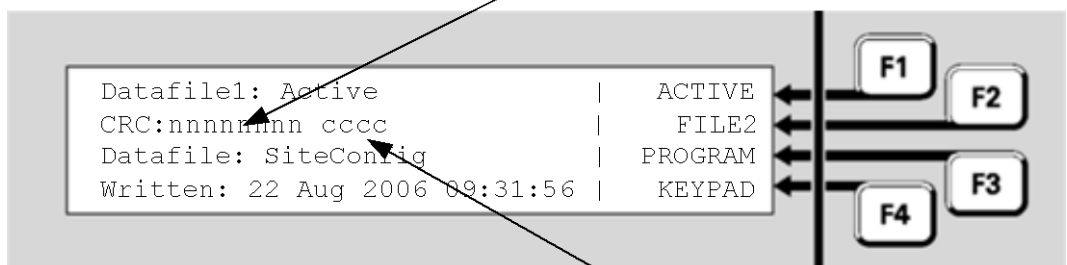 Datafile1: Active | ACTIVE
CRC:nnnnnnnn cccc | FILE2
Datafile: SiteConfig | PROGRAM
Written: 22 Aug 2006 09:31:56 | KEYPAD
F1
F2
F3
F4